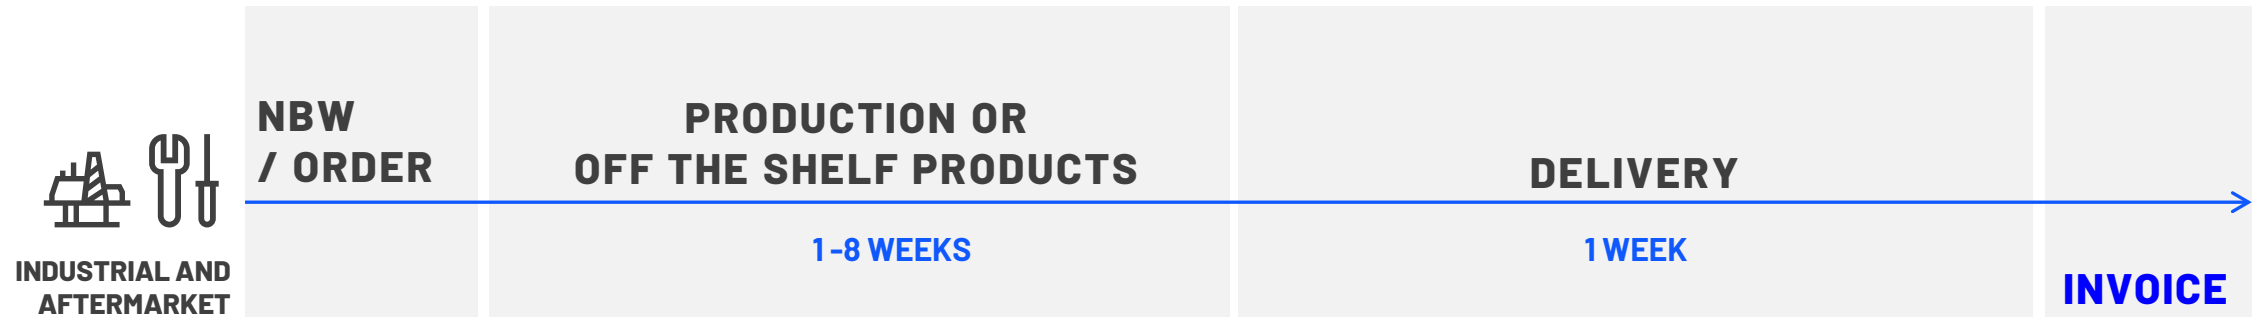 INDUSTRIAL AND
AFTERMARKET
NBW
/ ORDER
PRODUCTION OR
OFF THE SHELF PRODUCTS
1-8 WEEKS
DELIVERY
1 WEEK
INVOICE